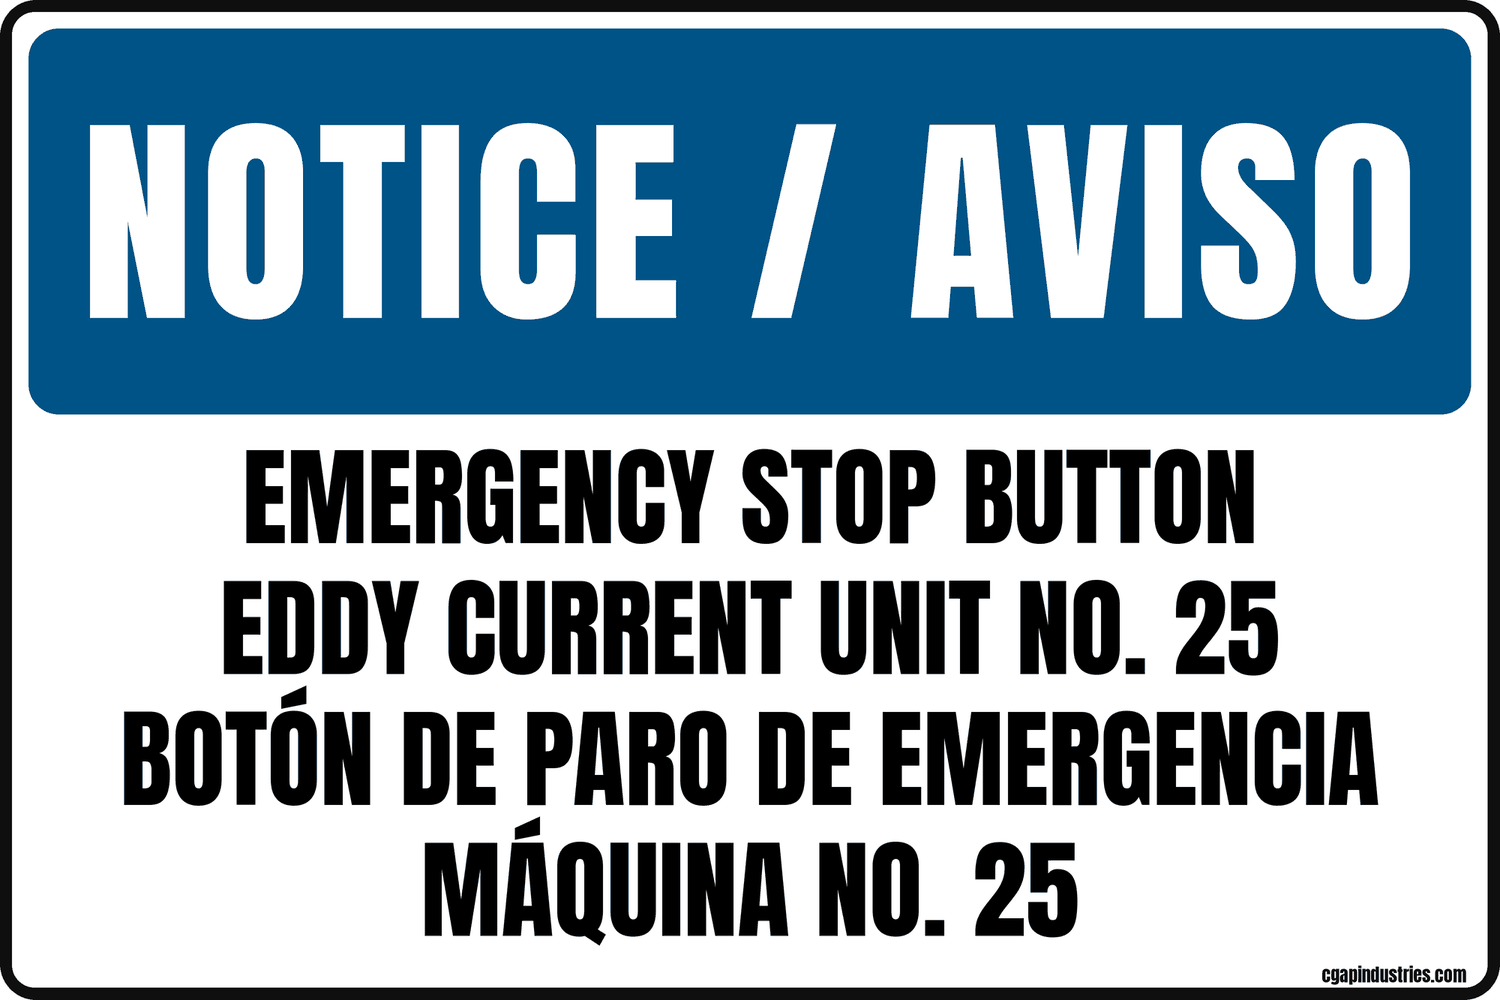 NOTICE / AVISO
EMERGENCY STOP BUTTON
EDDY CURRENT UNIT NO. 25
BOTÓN DE PARO DE EMERGENCIA
MÁQUINA NO. 25
cgapindustries.com